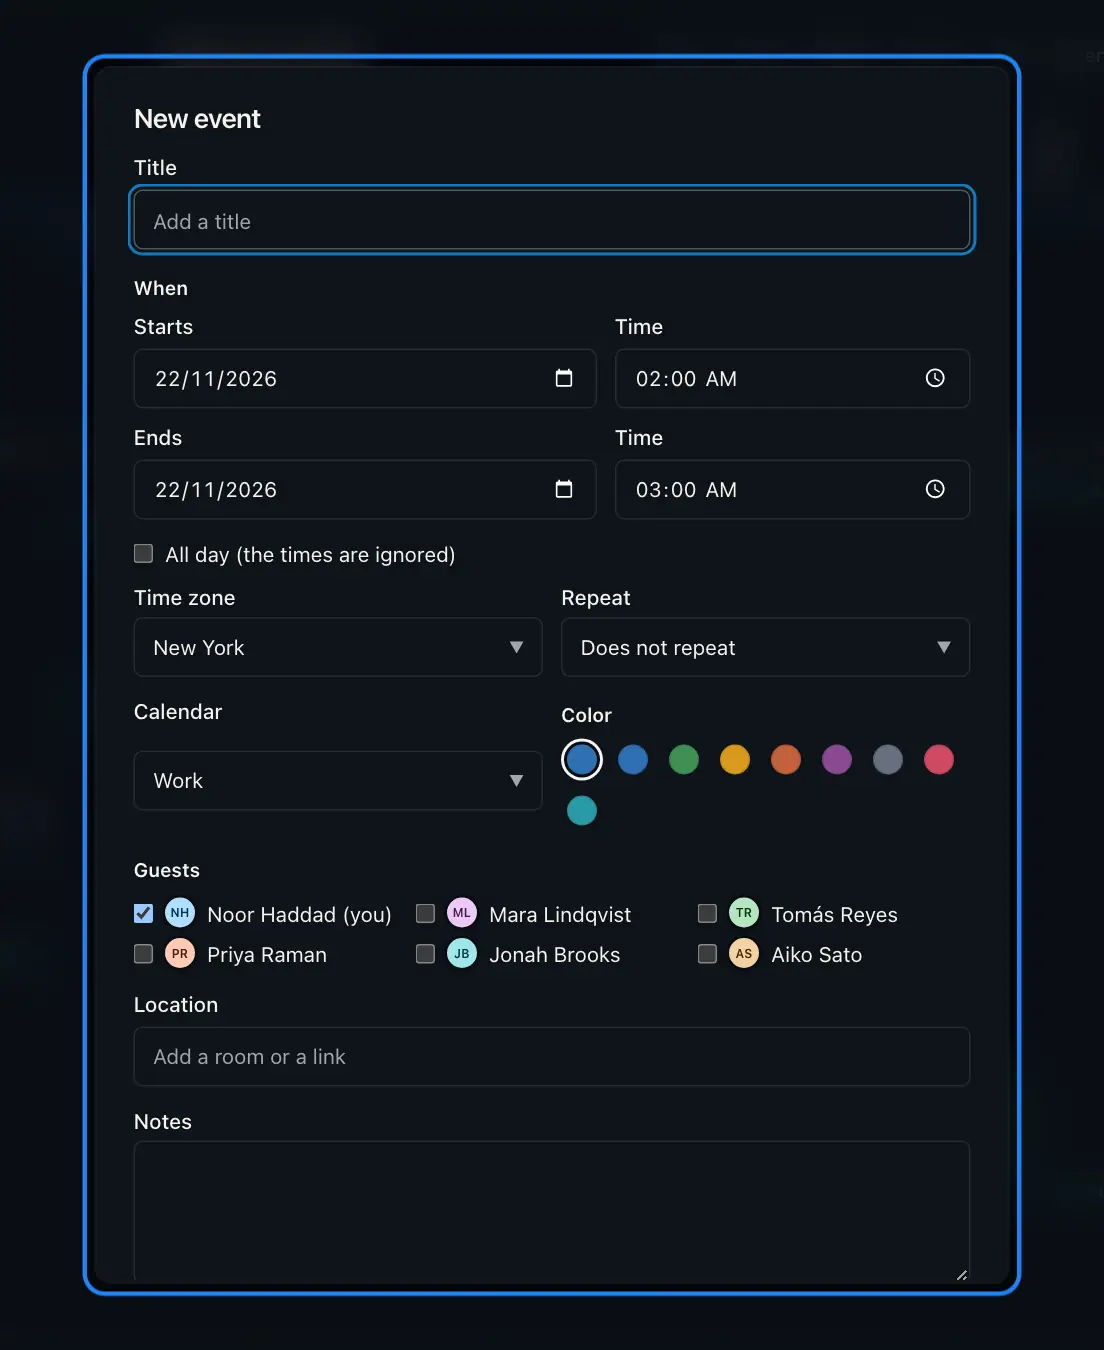 New event
Title
Add a title
When
Starts Time
22/11/2026 02:00 AM
Ends Time
22/11/2026 03:00 AM
All day (the times are ignored)
Time zone Repeat
New York Does not repeat
Calendar Color
Work
Guests
NH Noor Haddad (you) ML Mara Lindqvist TR Tomás Reyes
PR Priya Raman JB Jonah Brooks AS Aiko Sato
Location
Add a room or a link
Notes